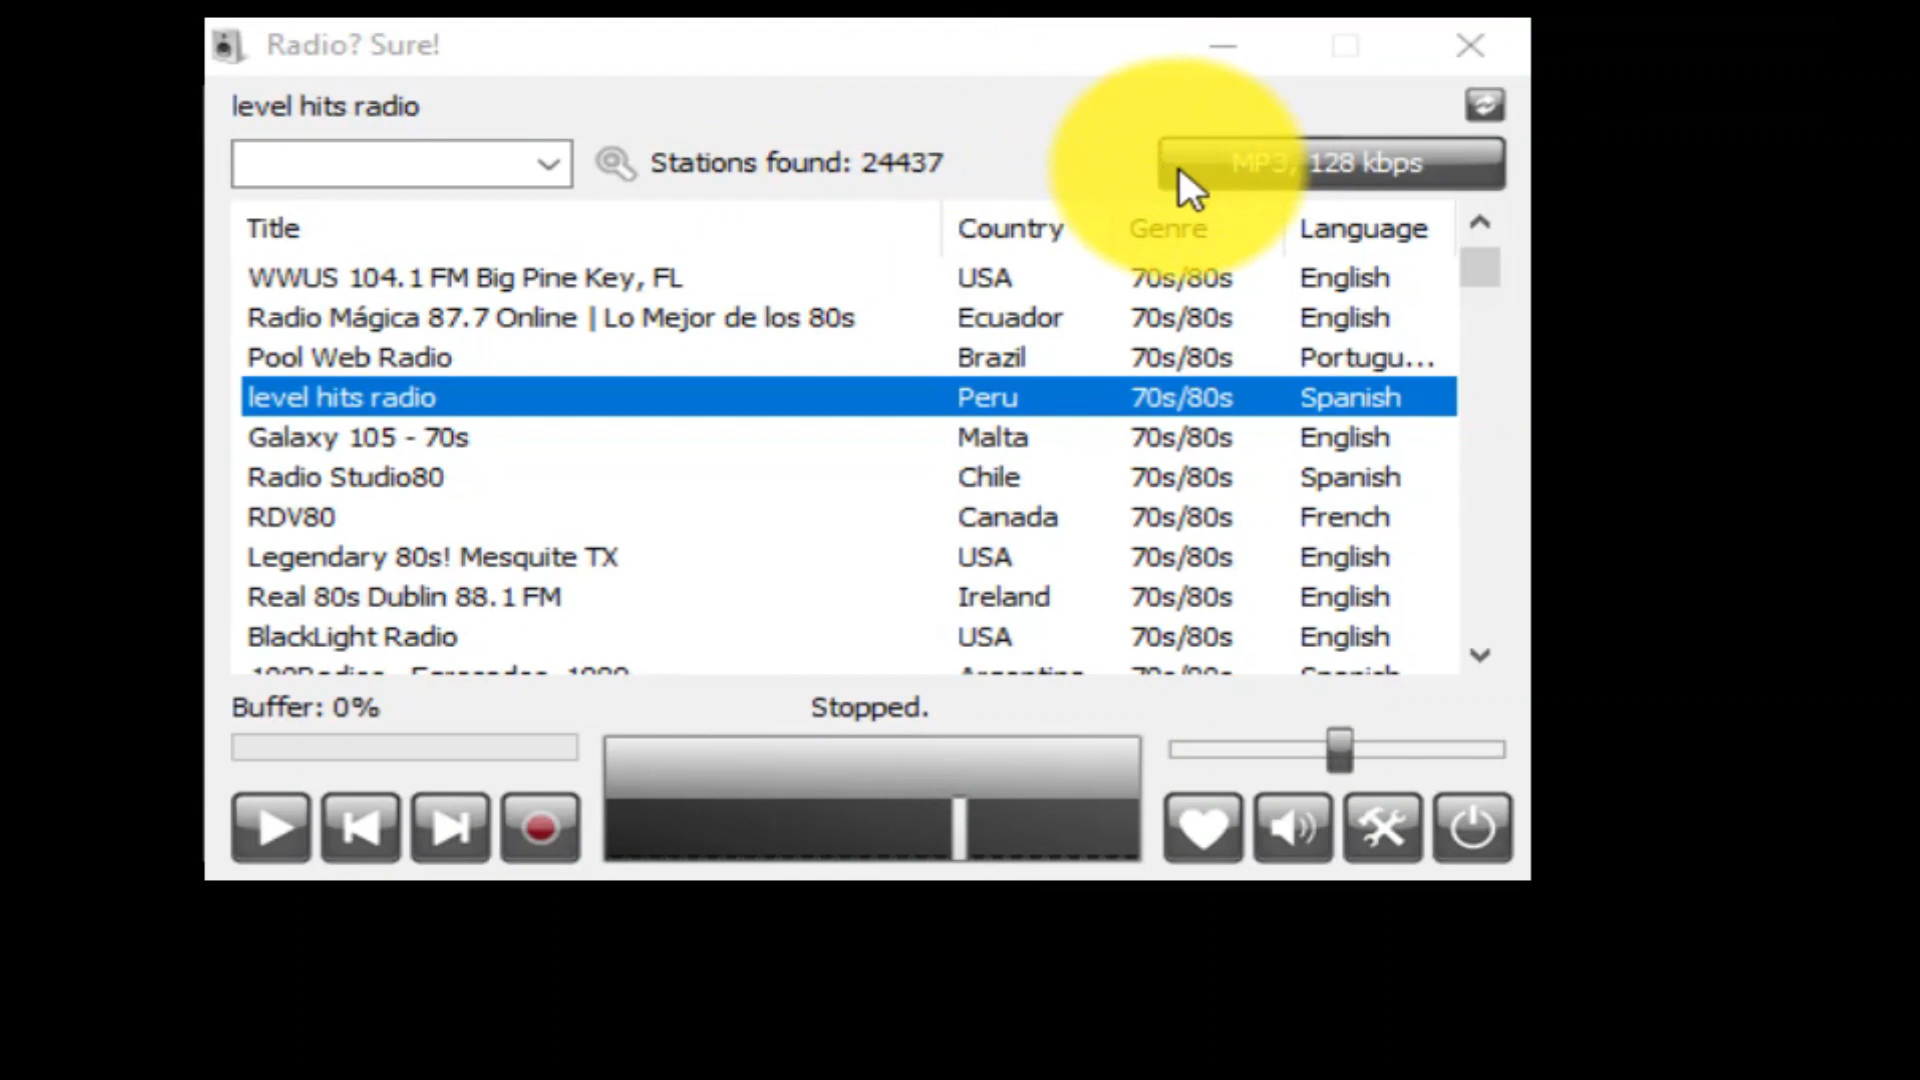 Radio? Sure!
level hits radio
Stations found: 24437 MP3, 128 kbps
Title Country Genre Language
WWUS 104.1 FM Big Pine Key, FL USA 70s/80s English
Radio Mágica 87.7 Online | Lo Mejor de los 80s Ecuador 70s/80s English
Pool Web Radio Brazil 70s/80s Portugu...
level hits radio Peru 70s/80s Spanish
Galaxy 105 - 70s Malta 70s/80s English
Radio Studio80 Chile 70s/80s Spanish
RDV80 Canada 70s/80s French
Legendary 80s! Mesquite TX USA 70s/80s English
Real 80s Dublin 88.1 FM Ireland 70s/80s English
BlackLight Radio USA 70s/80s English
Buffer: 0% Stopped.